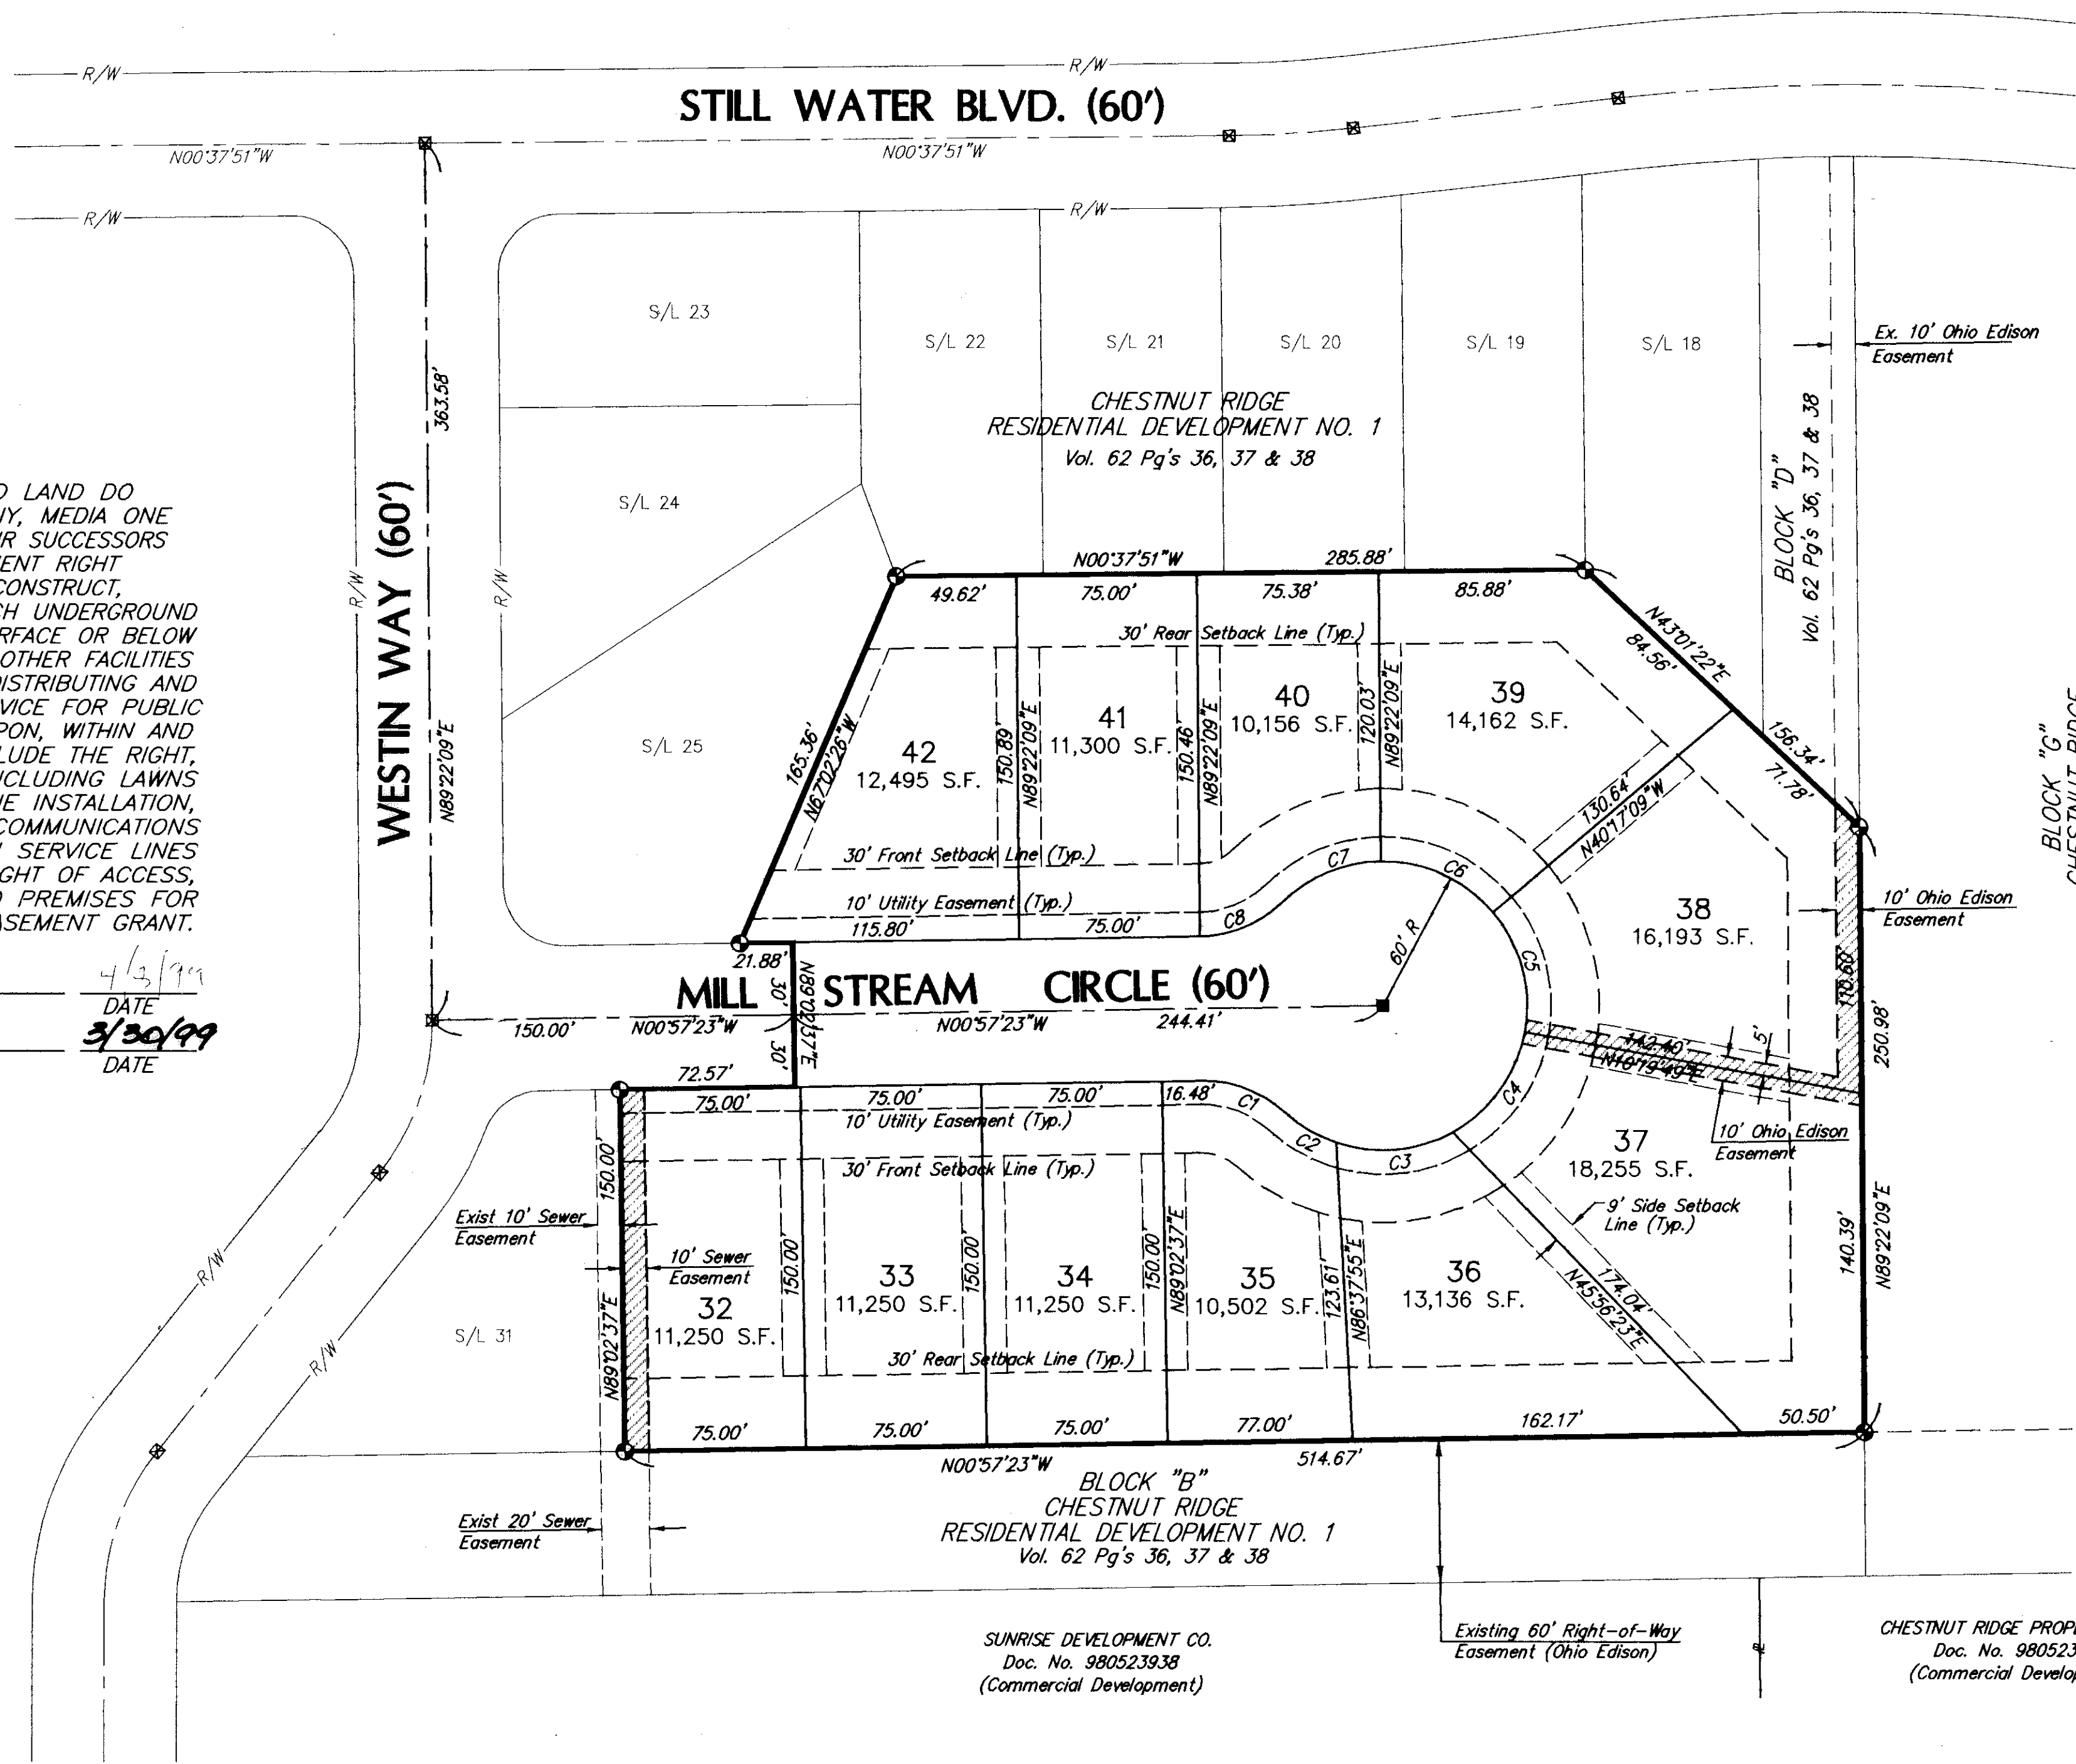 R/W
R/W
STILL WATER BLVD. (60')
N00°37'51"W
N00°37'51"W
R/W
R/W
S/L 23
S/L 22
S/L 21
S/L 20
S/L 19
S/L 18
Ex. 10' Ohio Edison
Easement
363.58'
CHESTNUT RIDGE
RESIDENTIAL DEVELOPMENT NO. 1
Vol. 62 Pg's 36, 37 & 38
BLOCK "D"
Vol. 62 Pg's 36, 37 & 38
LAND DO
MEDIA ONE
SUCCESSORS
RIGHT
CONSTRUCT,
UNDERGROUND
OR BELOW
OTHER FACILITIES
DISTRIBUTING AND
FOR PUBLIC
WITHIN AND
THE RIGHT,
INCLUDING LAWNS
INSTALLATION,
COMMUNICATIONS
SERVICE LINES
OF ACCESS,
PREMISES FOR
EASEMENT GRANT.
4/3/99
DATE
3/30/99
DATE
S/L 24
S/L 25
WESTIN WAY (60')
N89°22'09"E
R/W
R/W
N00°37'51"W
285.88'
49.62'
75.00'
75.38'
85.88'
30' Rear Setback Line (Typ.)
N43°01'22"E
84.56'
156.34'
71.78'
165.36'
N67°02'26"W
42
12,495 S.F.
150.89'
N89°22'09"E
41
11,300 S.F.
150.46'
N89°22'09"E
40
10,156 S.F.
120.03'
N89°22'09"E
39
14,162 S.F.
130.64'
N40°17'09"W
BLOCK "G"
CHESTNUT RIDGE
30' Front Setback Line (Typ.)
C7
C6
10' Utility Easement (Typ.)
115.80'
75.00'
C8
60' R
C5
38
16,193 S.F.
10' Ohio Edison
Easement
110.60'
21.88'
30'
N89°02'37"E
30'
MILL STREAM CIRCLE (60')
150.00'
N00°57'23"W
N00°57'23"W
244.41'
142.40'
N10°19'49"E
5'
250.98'
72.57'
75.00'
75.00'
75.00'
16.48'
C1
C2
C3
C4
10' Utility Easement (Typ.)
30' Front Setback Line (Typ.)
37
18,255 S.F.
10' Ohio Edison
Easement
9' Side Setback
Line (Typ.)
140.39'
N89°22'09"E
150.00'
Exist 10' Sewer
Easement
10' Sewer
Easement
N89°02'37"E
32
11,250 S.F.
150.00'
33
11,250 S.F.
150.00'
34
11,250 S.F.
150.00'
N89°02'37"E
35
10,502 S.F.
123.61'
N86°37'55"E
36
13,136 S.F.
174.04'
N45°56'23"E
S/L 31
R/W
R/W
30' Rear Setback Line (Typ.)
75.00'
75.00'
75.00'
77.00'
162.17'
50.50'
N00°57'23"W
514.67'
BLOCK "B"
CHESTNUT RIDGE
RESIDENTIAL DEVELOPMENT NO. 1
Vol. 62 Pg's 36, 37 & 38
Exist 20' Sewer
Easement
SUNRISE DEVELOPMENT CO.
Doc. No. 980523938
(Commercial Development)
Existing 60' Right-of-Way
Easement (Ohio Edison)
CHESTNUT RIDGE
Doc. No.
(Commercial